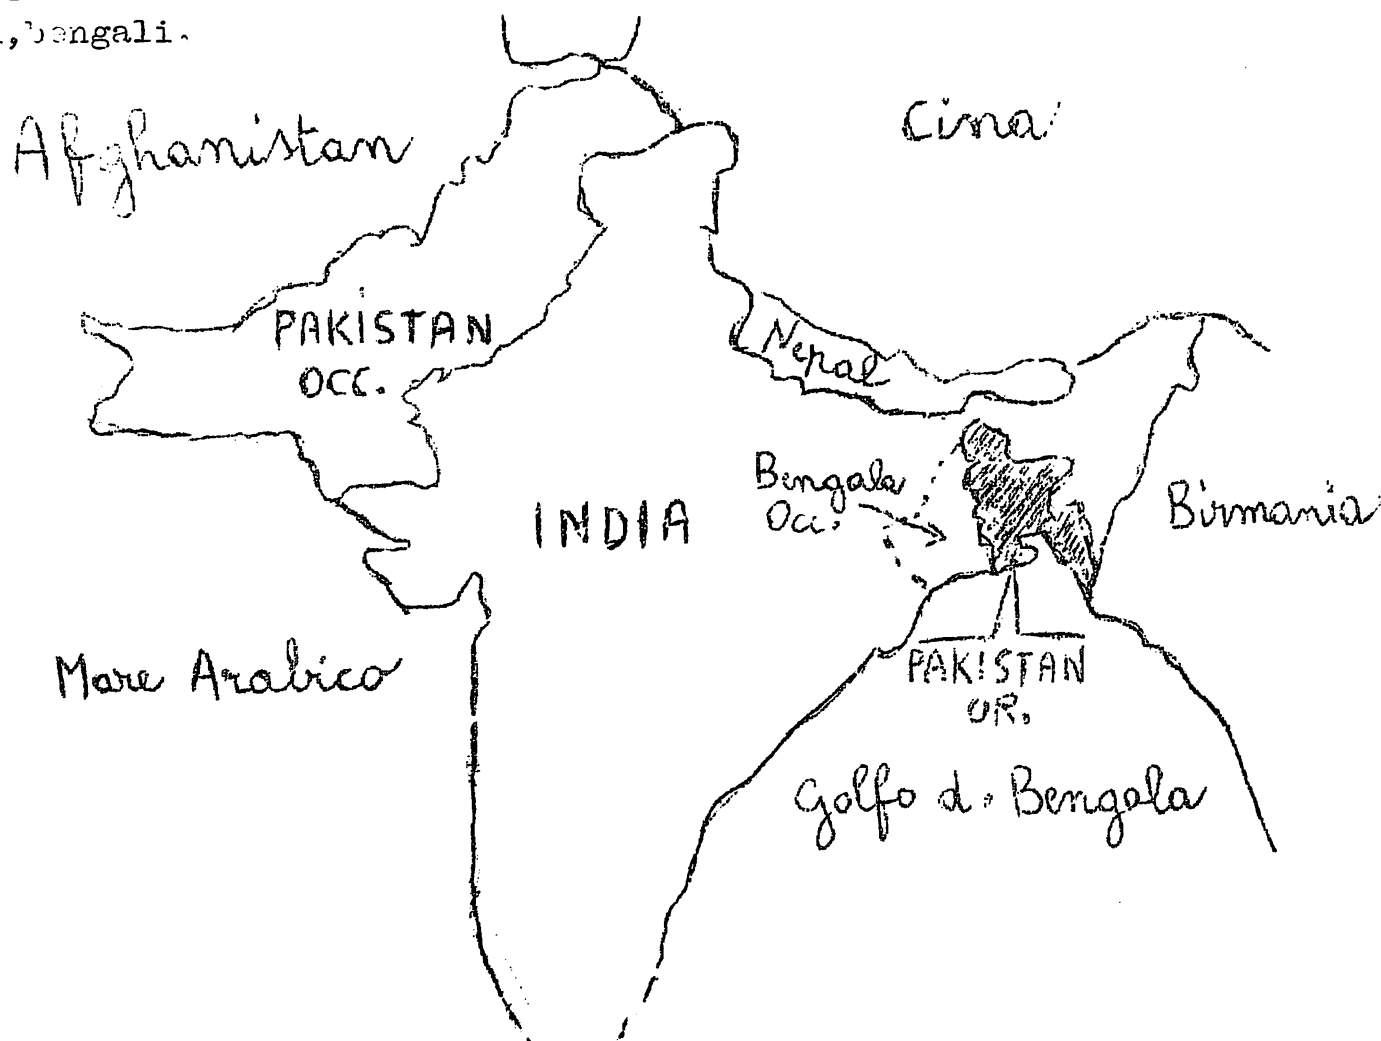 bengali.
Afghanistan
Cina
PAKISTAN
OCC.
Nepal
Bengala
Occ.
INDIA
Birmania
Mare Arabico
PAKISTAN
OR.
Golfo d. Bengala